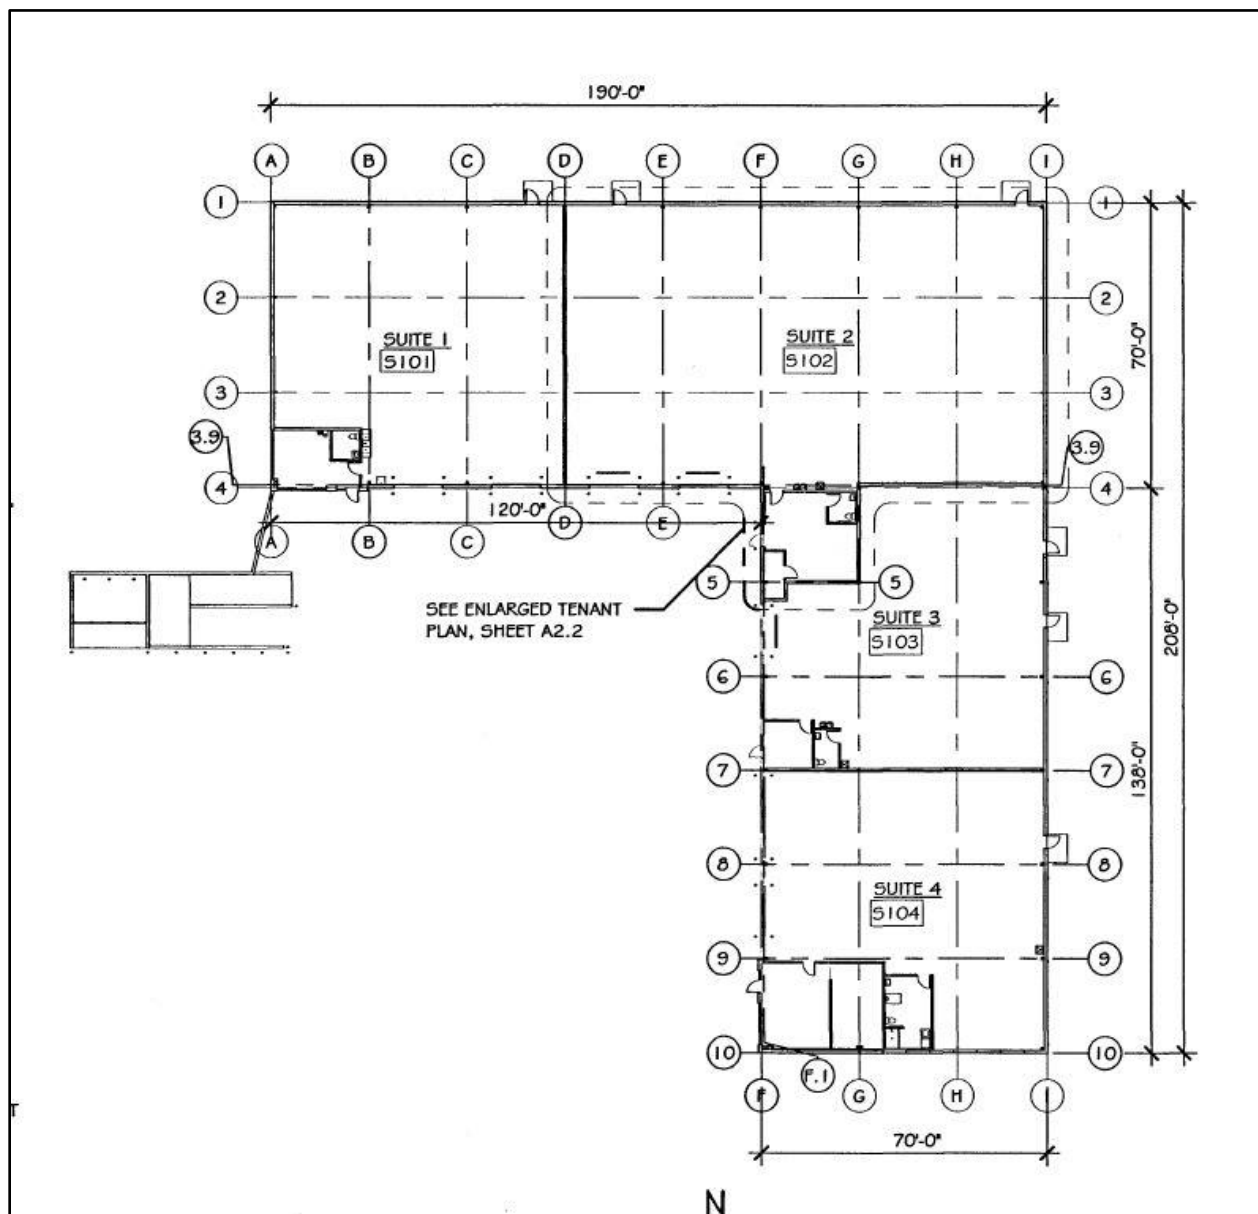 190'-0"
A B C D E F G H I
1 1
2 2
SUITE 1 SUITE 2
S101 S102
70'-0"
3 3
3.9 3.9
4 4
120'-0"
A B C D E
5 5
SEE ENLARGED TENANT
PLAN, SHEET A2.2
SUITE 3
S103
208'-0"
6 6
7 7
138'-0"
8 8
SUITE 4
S104
9 9
10 10
F.1
F G H I
T
70'-0"
N